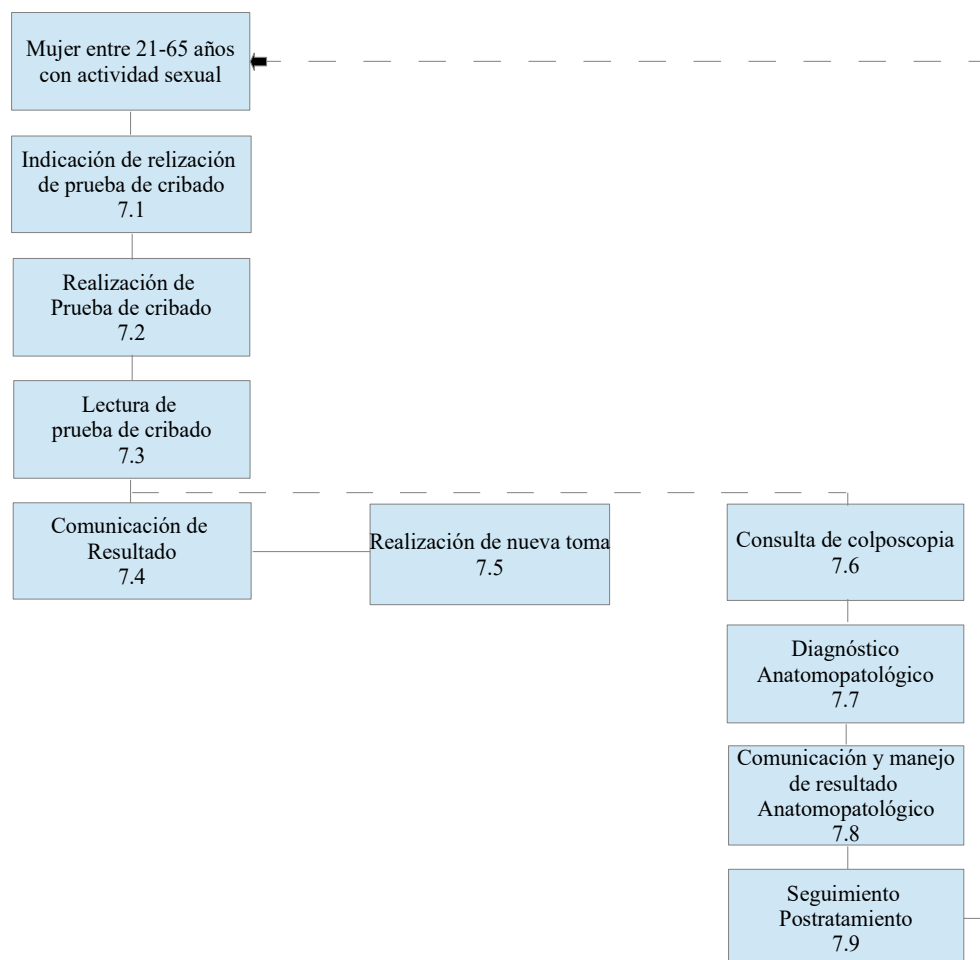 Mujer entre 21-65 años
con actividad sexual
Indicación de relización
de prueba de cribado
7.1
Realización de
Prueba de cribado
7.2
Lectura de
prueba de cribado
7.3
Comunicación de
Resultado
7.4
Realización de nueva toma
7.5
Consulta de colposcopia
7.6
Diagnóstico
Anatomopatológico
7.7
Comunicación y manejo
de resultado
Anatomopatológico
7.8
Seguimiento
Postratamiento
7.9